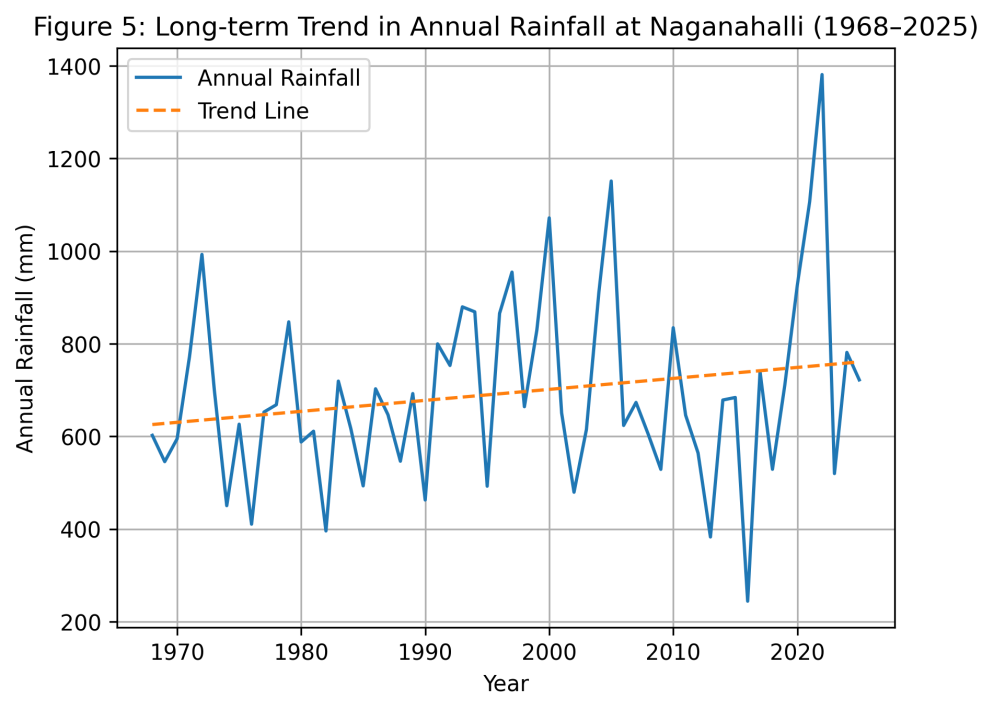 Figure 5: Long-term Trend in Annual Rainfall at Naganahalli (1968–2025)
Annual Rainfall
Trend Line
1400
1200
1000
800
600
400
200
Annual Rainfall (mm)
1970 1980 1990 2000 2010 2020
Year